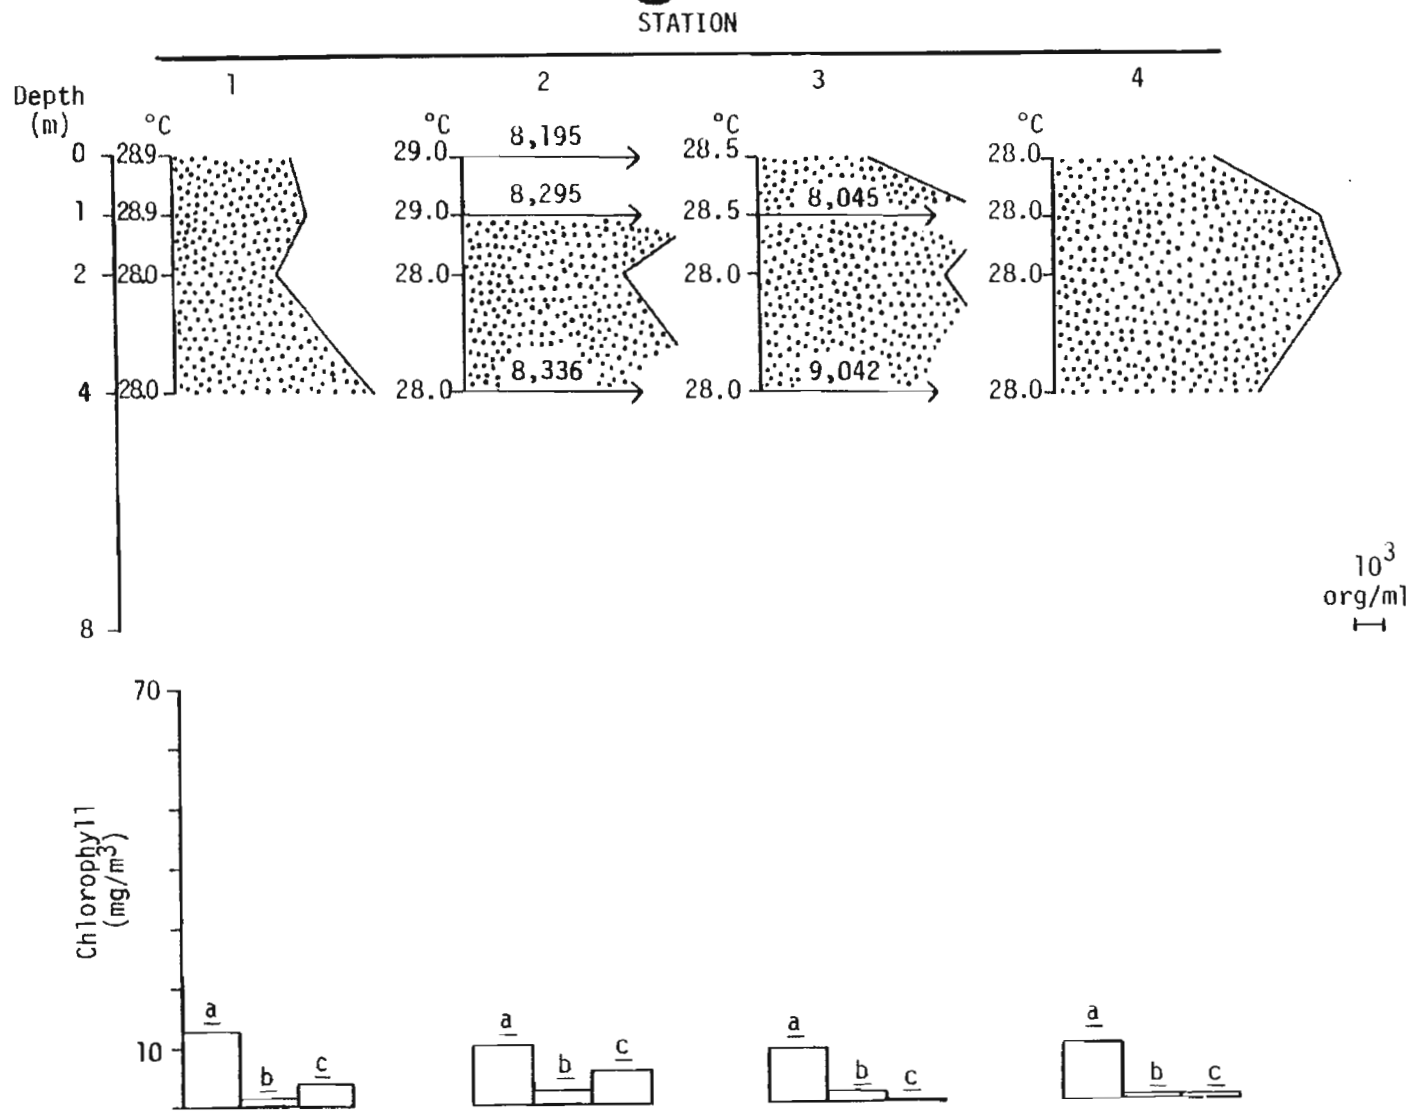 STATION
1 2 3 4
Depth
(m)
°C °C °C °C
0 28.9 29.0 8,195 28.5 28.0
1 28.9 29.0 8,295 28.5 8,045 28.0
2 28.0 28.0 28.0 28.0
4 28.0 28.0 8,336 28.0 9,042 28.0
8
10³
org/ml
70
Chlorophyll
(mg/m³)
10
a b c a b c a b c a b c